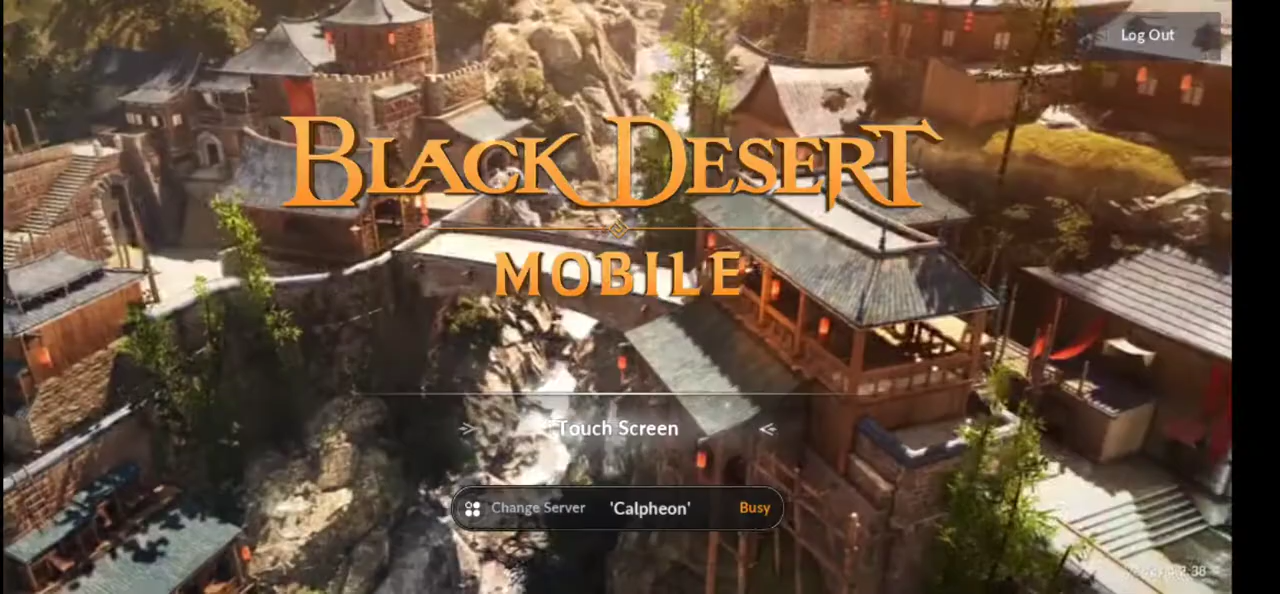 Log Out
BLACK DESERT
MOBILE
Touch Screen
Change Server 'Calpheon' Busy